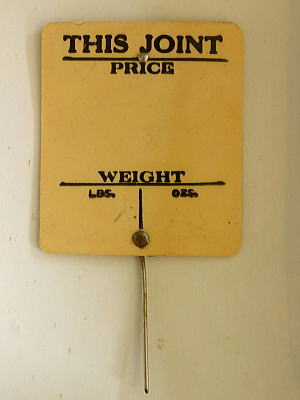 THIS JOINT
PRICE
WEIGHT
LBS. OZS.